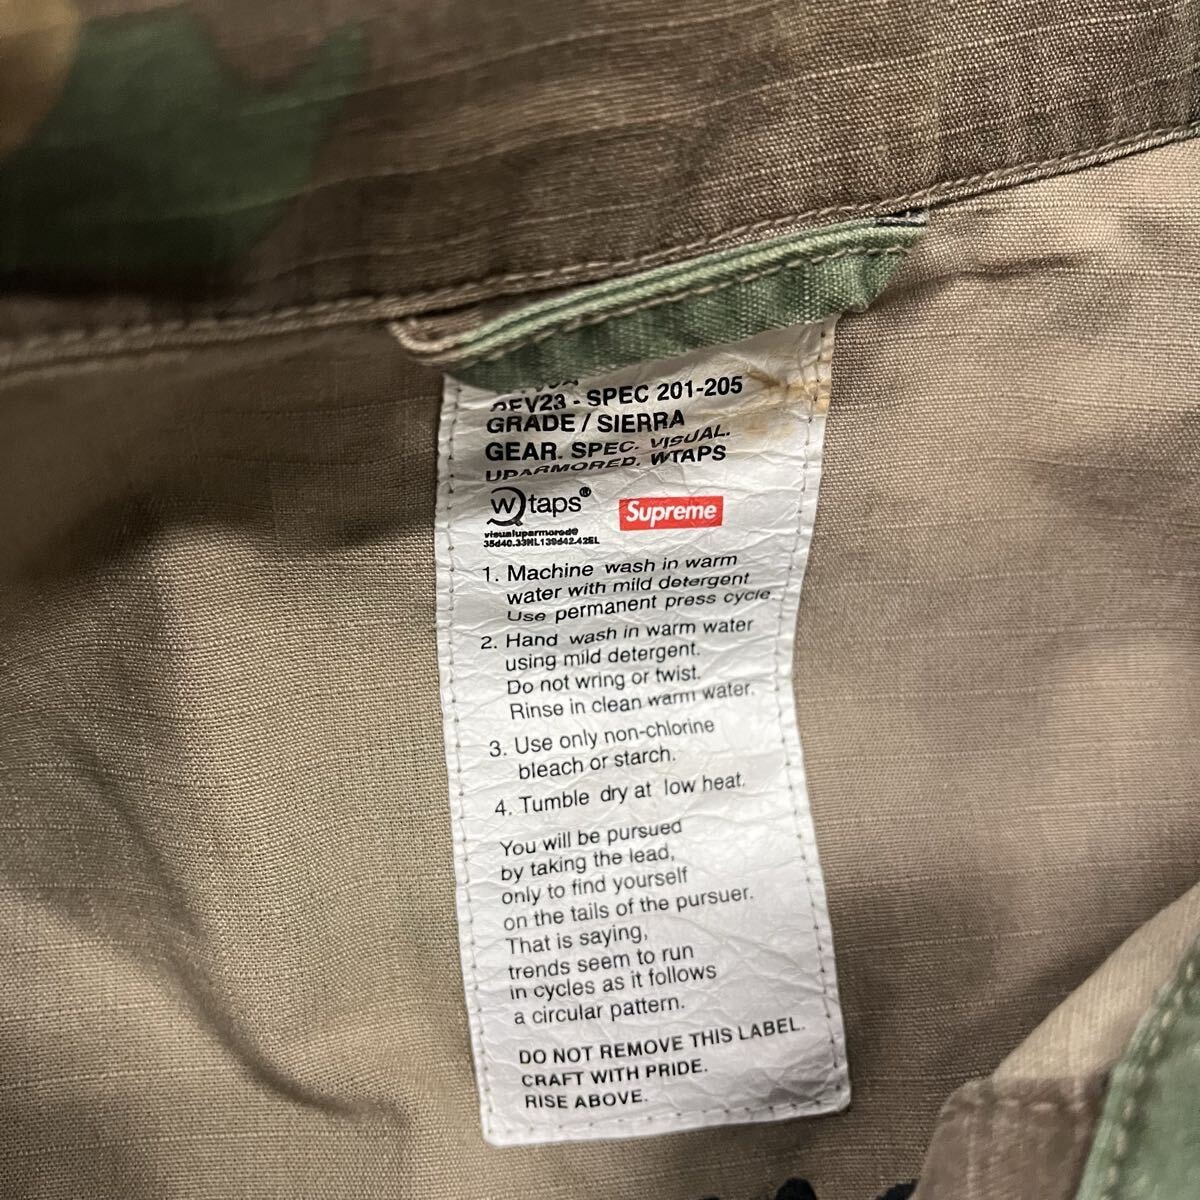 SPEC 201-205
GRADE / SIERRA
GEAR. SPEC. VISUAL.
UPARMORED. WTAPS
Wtaps®
Supreme
visualuparmored®
1. Machine wash in warm
water with mild detergent
Use permanent press cycle.
2. Hand wash in warm water
using mild detergent.
Do not wring or twist.
Rinse in clean warm water.
3. Use only non-chlorine
bleach or starch.
4. Tumble dry at low heat.
You will be pursued
by taking the lead,
only to find yourself
on the tails of the pursuer.
That is saying,
trends seem to run
in cycles as it follows
a circular pattern.
DO NOT REMOVE THIS LABEL.
CRAFT WITH PRIDE.
RISE ABOVE.